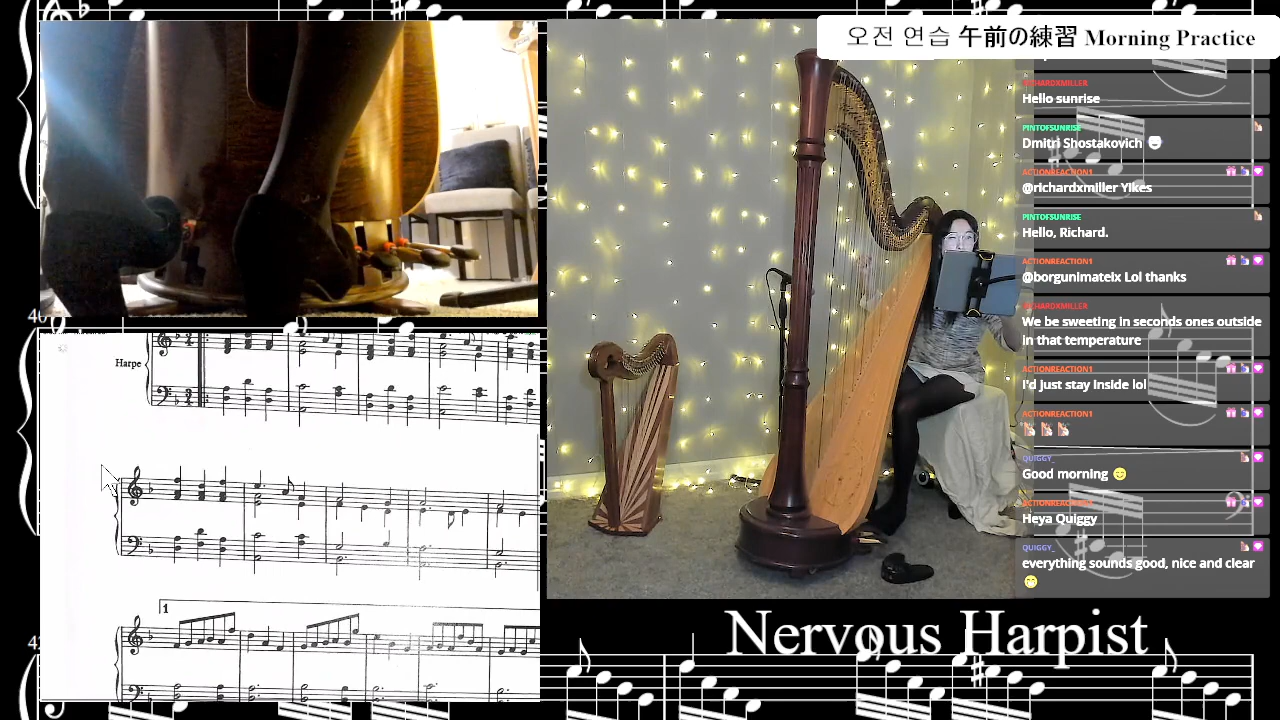 오전 연습 午前の練習 Morning Practice
RICHARDXMILLER
Hello sunrise
PINTOFSUNRISE
Dmitri Shostakovich
ACTIONREACTION1
@richardxmiller Yikes
PINTOFSUNRISE
Hello, Richard.
ACTIONREACTION1
@borgunimateix Lol thanks
RICHARDXMILLER
We be sweeting in seconds ones outside
in that temperature
ACTIONREACTION1
I'd just stay inside lol
ACTIONREACTION1
QUIGGY_
Good morning 😊
ACTIONREACTION1
Heya Quiggy
QUIGGY_
everything sounds good, nice and clear
😁
Harpe
1
Nervous Harpist